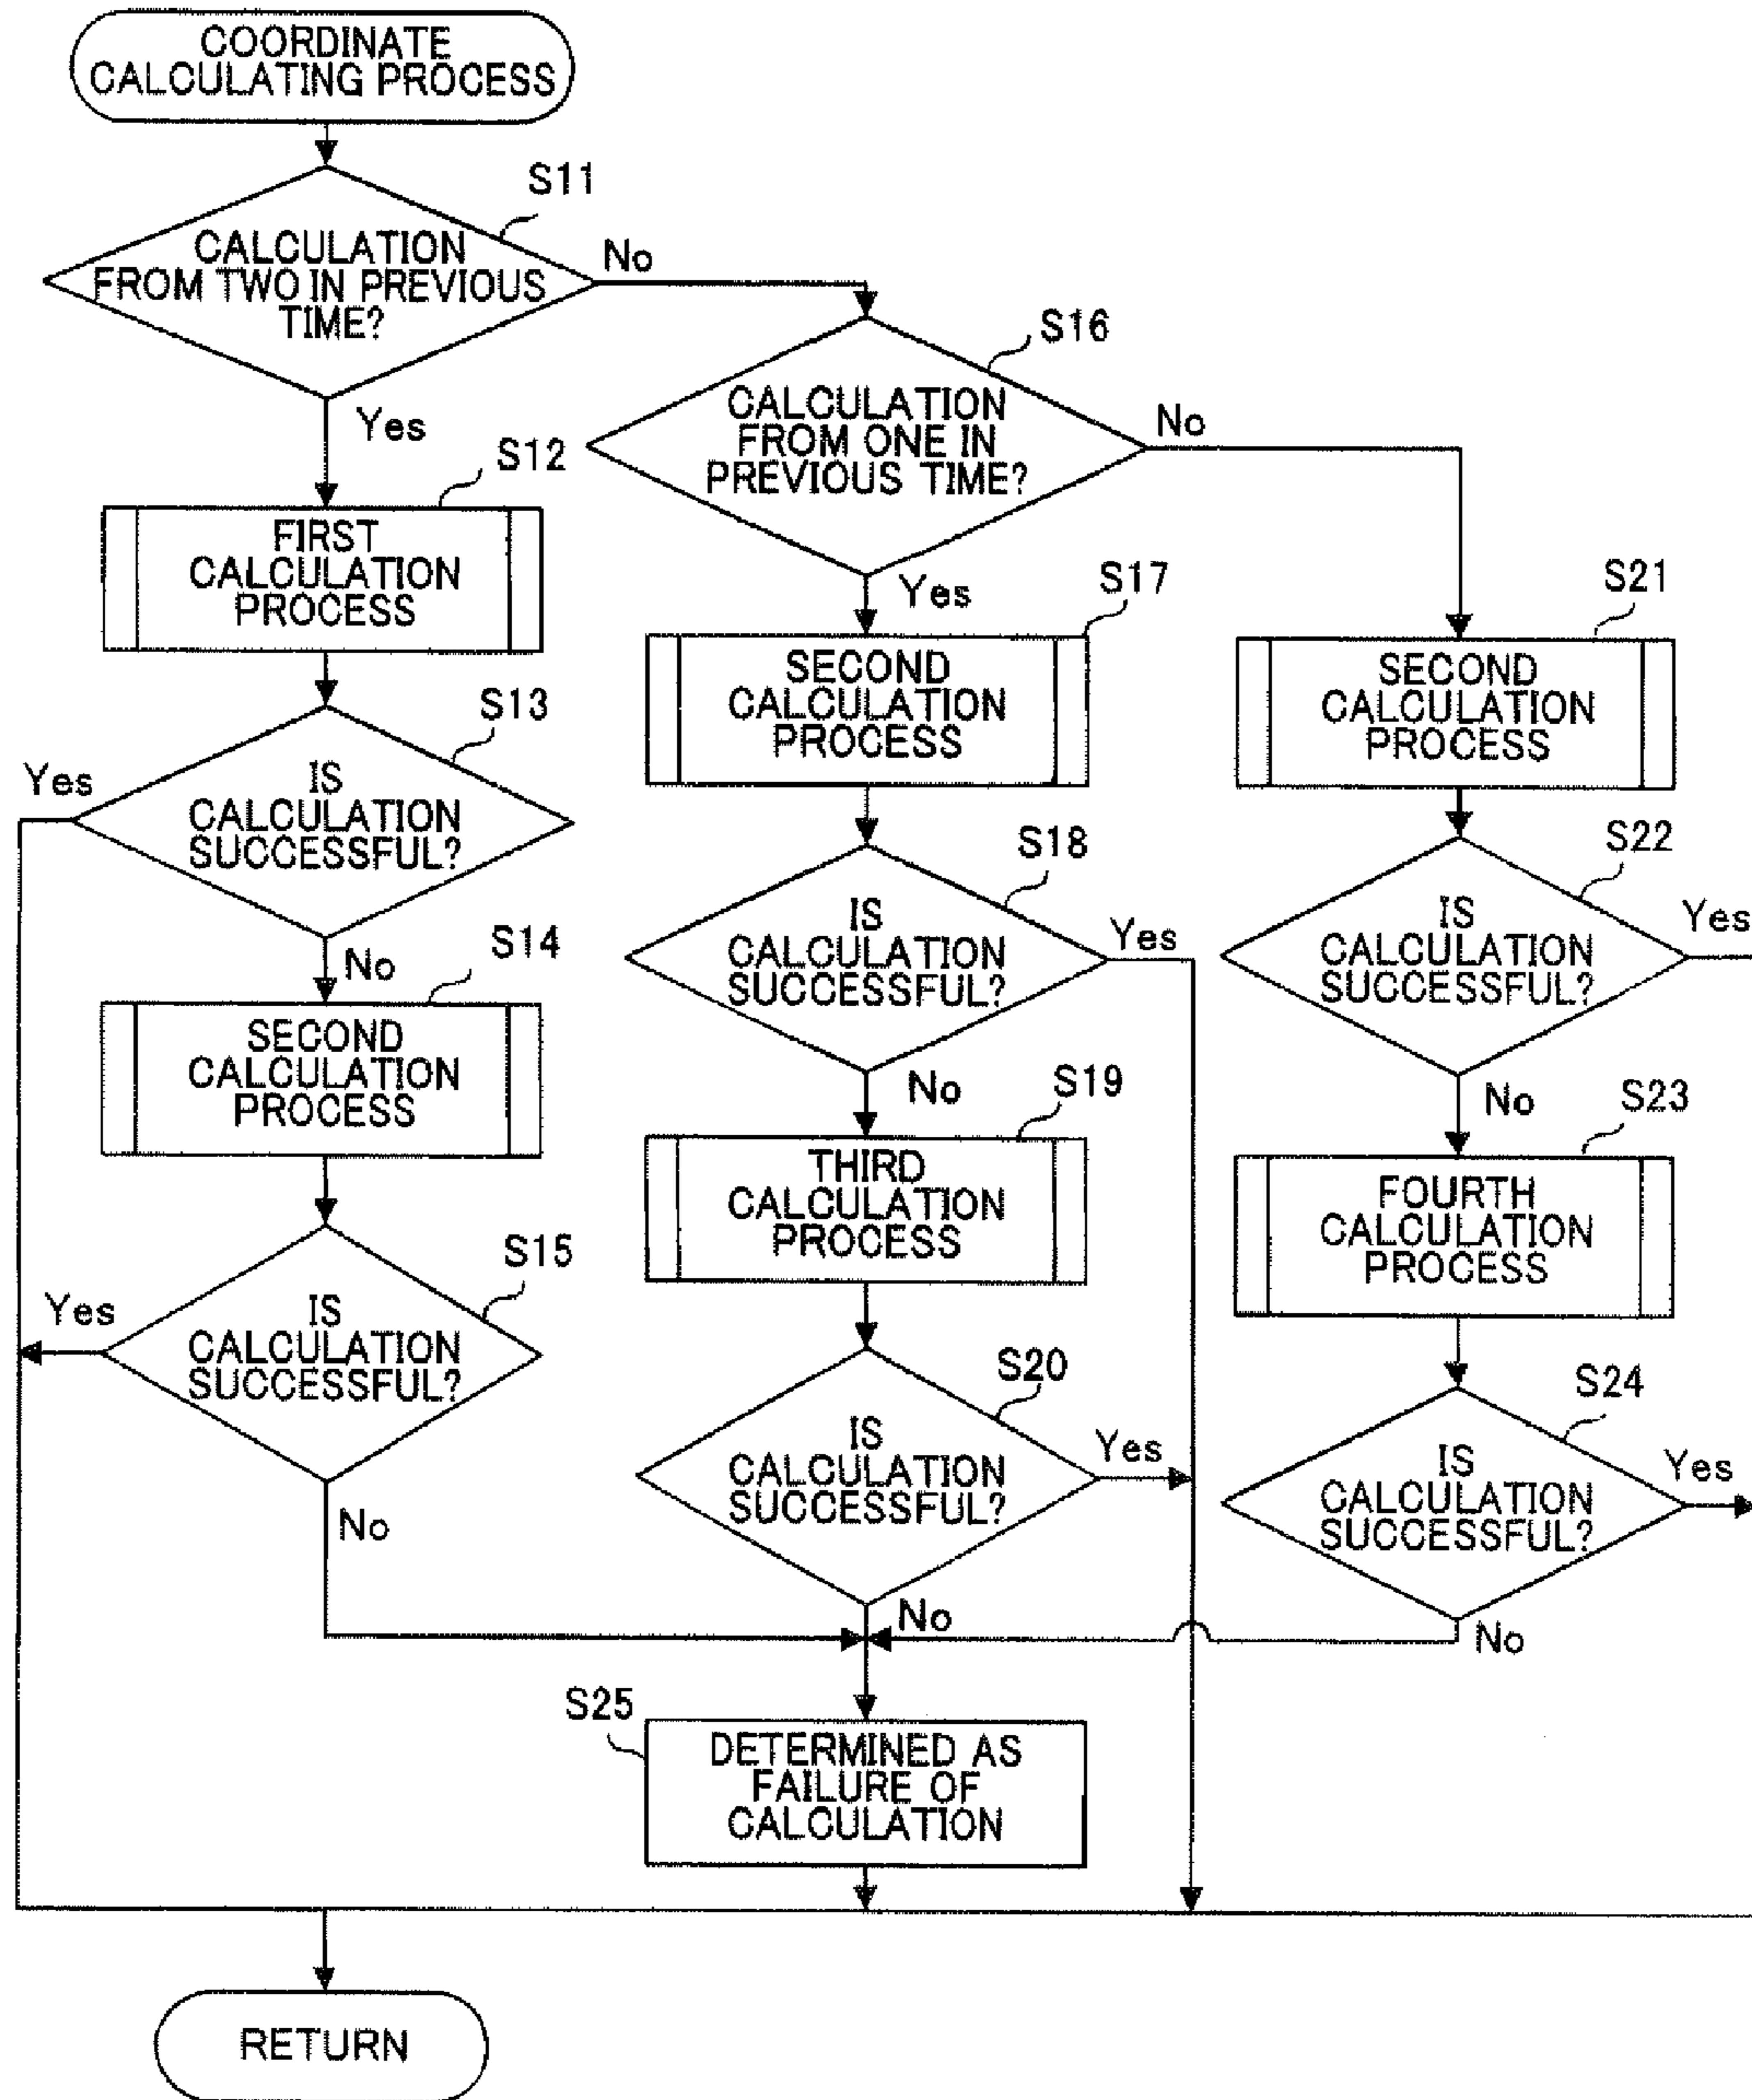 COORDINATE
CALCULATING PROCESS
S11
CALCULATION
FROM TWO IN PREVIOUS
TIME?
No
Yes
S16
CALCULATION
FROM ONE IN
PREVIOUS TIME?
No
Yes
S12
FIRST
CALCULATION
PROCESS
S17
SECOND
CALCULATION
PROCESS
S21
SECOND
CALCULATION
PROCESS
S13
IS
CALCULATION
SUCCESSFUL?
Yes
No
S18
IS
CALCULATION
SUCCESSFUL?
Yes
No
S22
IS
CALCULATION
SUCCESSFUL?
Yes
No
S14
SECOND
CALCULATION
PROCESS
S19
THIRD
CALCULATION
PROCESS
S23
FOURTH
CALCULATION
PROCESS
S15
IS
CALCULATION
SUCCESSFUL?
Yes
No
S20
IS
CALCULATION
SUCCESSFUL?
Yes
No
S24
IS
CALCULATION
SUCCESSFUL?
Yes
No
S25
DETERMINED AS
FAILURE OF
CALCULATION
RETURN